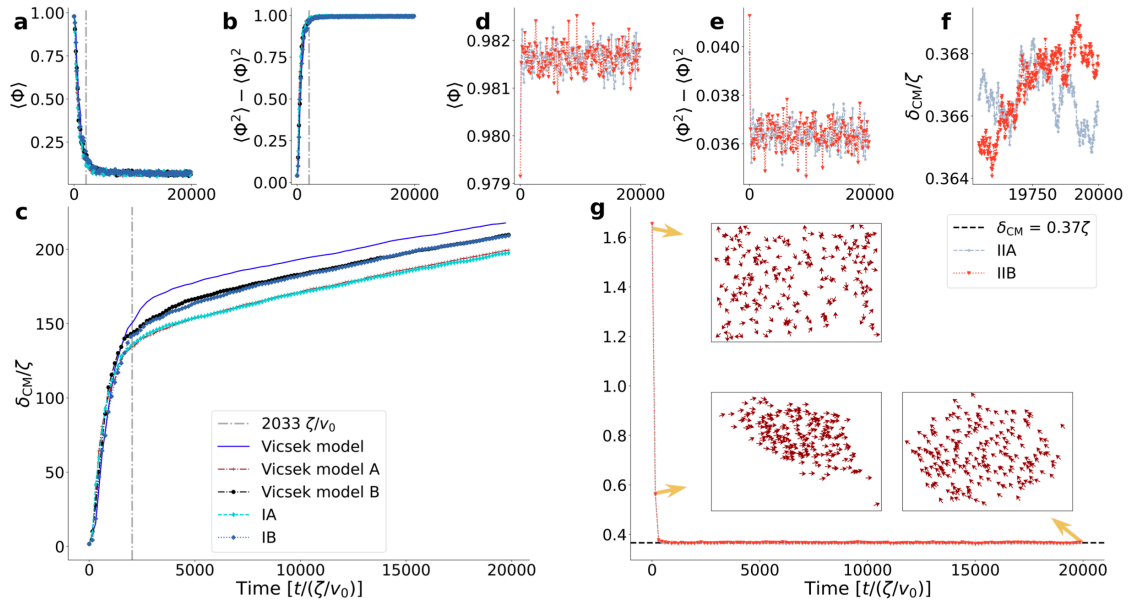 a
⟨Φ⟩
1.00
0.75
0.50
0.25
0
20000
b
⟨Φ²⟩ − ⟨Φ⟩²
1.00
0.75
0.50
0.25
0.00
0
20000
d
⟨Φ⟩
0.982
0.981
0.980
0.979
0
20000
e
⟨Φ²⟩ − ⟨Φ⟩²
0.040
0.038
0.036
0
20000
f
δ_CM/ζ
0.368
0.366
0.364
19750
20000
c
δ_CM/ζ
200
150
100
50
0
2033 ζ/v₀
Vicsek model
Vicsek model A
Vicsek model B
IA
IB
0
5000
10000
15000
20000
Time [t/(ζ/v₀)]
g
1.6
1.4
1.2
1.0
0.8
0.6
0.4
δ_CM = 0.37ζ
IIA
IIB
0
5000
10000
15000
20000
Time [t/(ζ/v₀)]